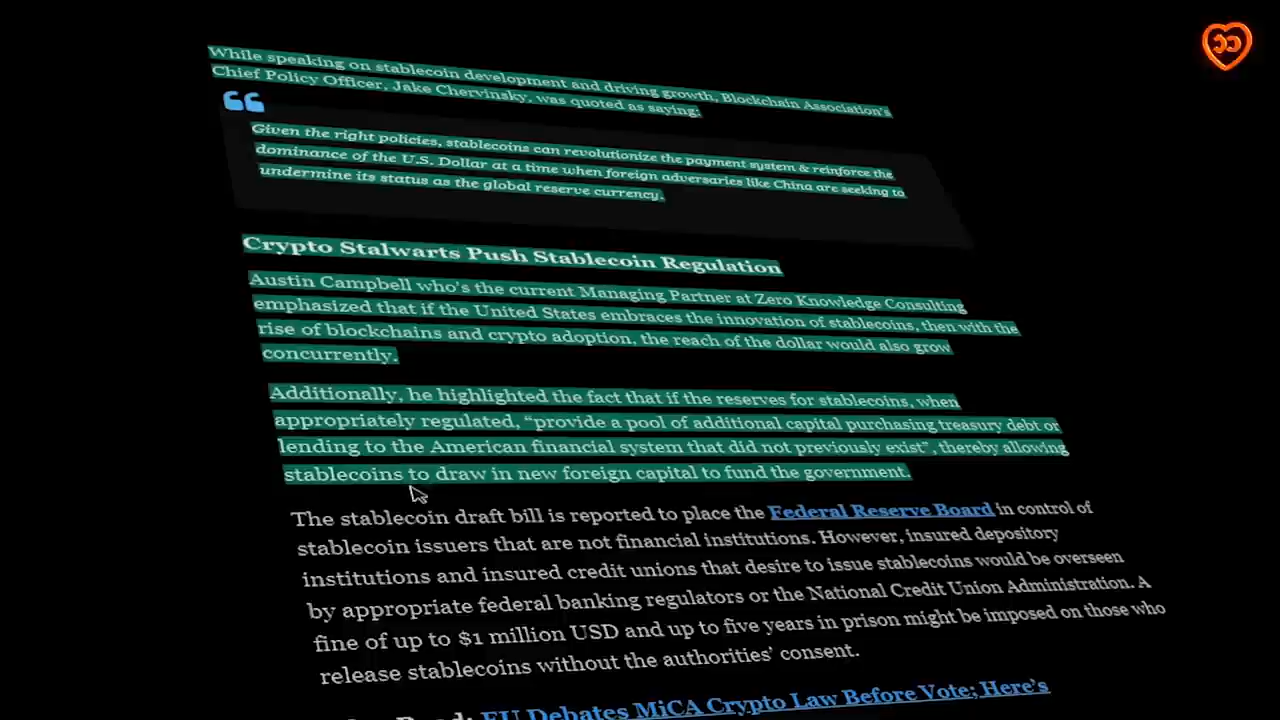 While speaking on stablecoin development and driving growth, Blockchain Association's
Chief Policy Officer, Jake Chervinsky, was quoted as saying:
Given the right policies, stablecoins can revolutionize the payment system & reinforce the
dominance of the U.S. Dollar at a time when foreign adversaries like China are seeking to
undermine its status as the global reserve currency.
Crypto Stalwarts Push Stablecoin Regulation
Austin Campbell who's the current Managing Partner at Zero Knowledge Consulting
emphasized that if the United States embraces the innovation of stablecoins, then with the
rise of blockchains and crypto adoption, the reach of the dollar would also grow
concurrently.
Additionally, he highlighted the fact that if the reserves for stablecoins, when
appropriately regulated, “provide a pool of additional capital purchasing treasury debt or
lending to the American financial system that did not previously exist”, thereby allowing
stablecoins to draw in new foreign capital to fund the government.
The stablecoin draft bill is reported to place the Federal Reserve Board in control of
stablecoin issuers that are not financial institutions. However, insured depository
institutions and insured credit unions that desire to issue stablecoins would be overseen
by appropriate federal banking regulators or the National Credit Union Administration. A
fine of up to $1 million USD and up to five years in prison might be imposed on those who
release stablecoins without the authorities’ consent.
Read: EU Debates MiCA Crypto Law Before Vote; Here’s